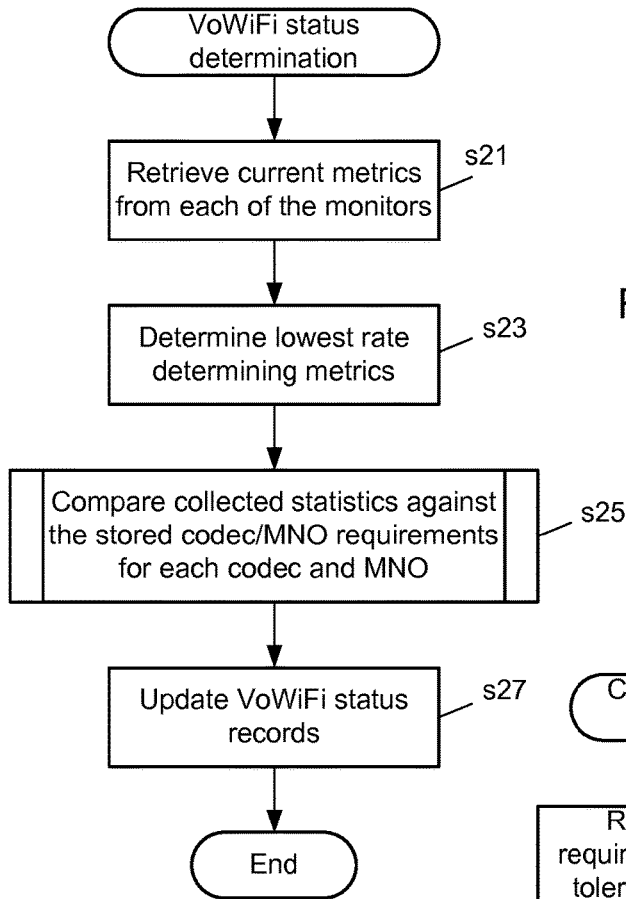 VoWiFi status
determination
s21
Retrieve current metrics
from each of the monitors
F
s23
Determine lowest rate
determining metrics
Compare collected statistics against
the stored codec/MNO requirements
for each codec and MNO
s25
s27
Update VoWiFi status
records
C
End
R
requir
toler